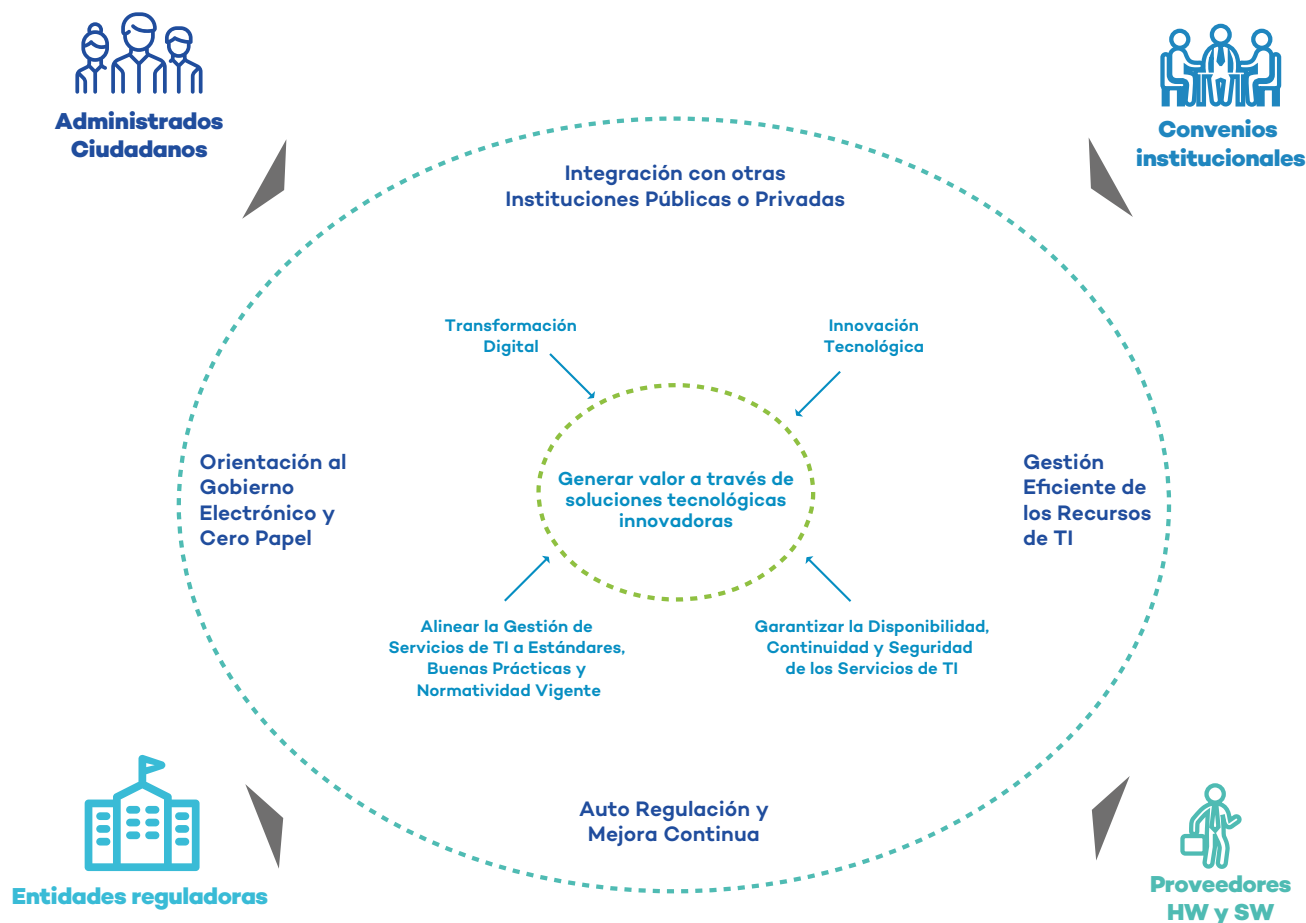 Administrados
Ciudadanos
Convenios
institucionales
Integración con otras
Instituciones Públicas o Privadas
Transformación
Digital
Innovación
Tecnológica
Orientación al
Gobierno
Electrónico y
Cero Papel
Generar valor a través de
soluciones tecnológicas
innovadoras
Gestión
Eficiente de
los Recursos
de TI
Alinear la Gestión de
Servicios de TI a Estándares,
Buenas Prácticas y
Normatividad Vigente
Garantizar la Disponibilidad,
Continuidad y Seguridad
de los Servicios de TI
Auto Regulación y
Mejora Continua
Entidades reguladoras
Proveedores
HW y SW